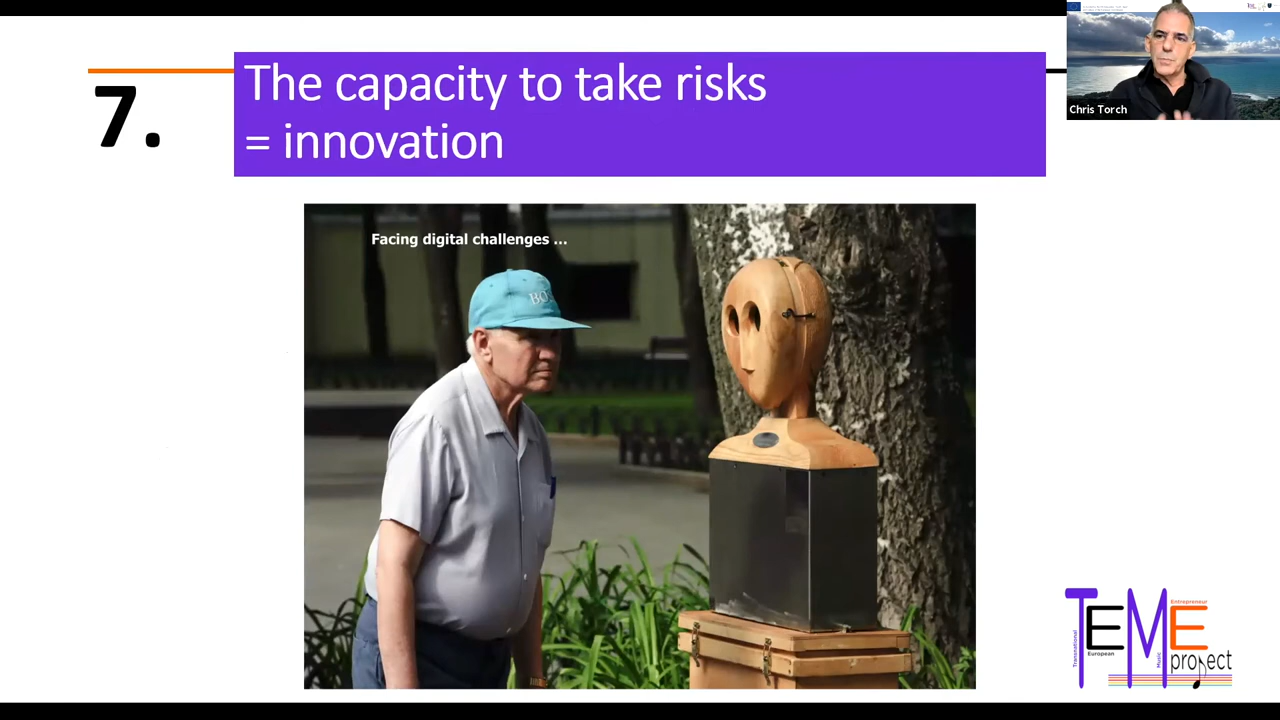 7.
The capacity to take risks
= innovation
Chris Torch
Facing digital challenges ...
TEME
Transnational
European
Music
Entrepreneur
project